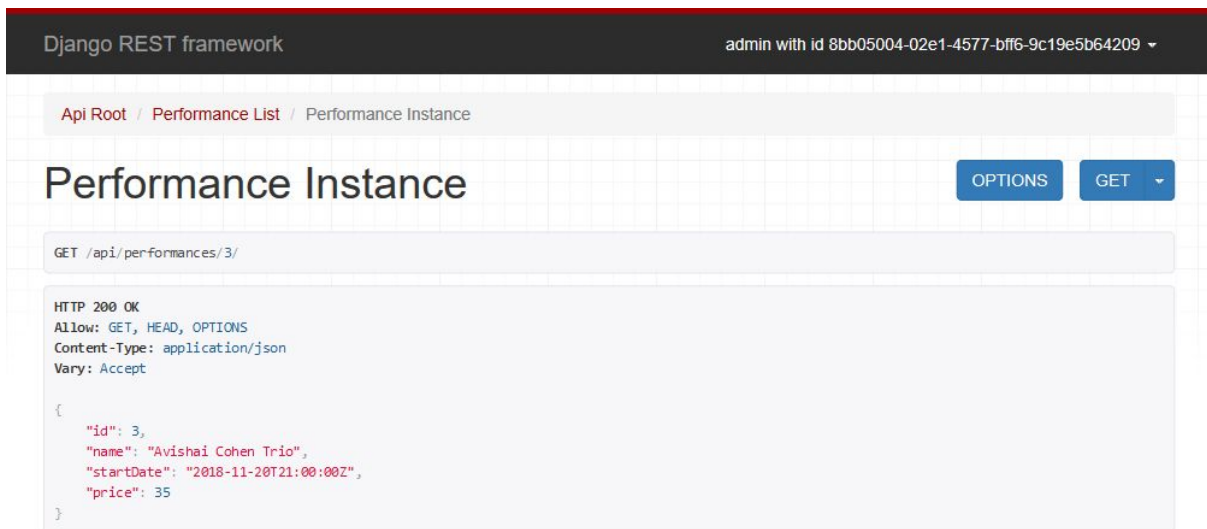 Django REST framework
admin with id 8bb05004-02e1-4577-bff6-9c19e5b64209
Api Root / Performance List / Performance Instance
Performance Instance
OPTIONS
GET
GET /api/performances/3/
HTTP 200 OK
Allow: GET, HEAD, OPTIONS
Content-Type: application/json
Vary: Accept
{
    "id": 3,
    "name": "Avishai Cohen Trio",
    "startDate": "2018-11-20T21:00:00Z",
    "price": 35
}